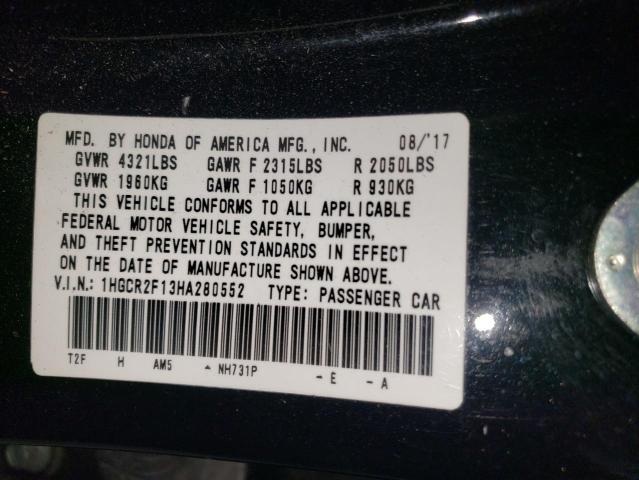 MFD. BY HONDA OF AMERICA MFG., INC. 08/'17
GVWR 4321LBS GAWR F 2315LBS R 2050LBS
GVWR 1960KG GAWR F 1050KG R 930KG
THIS VEHICLE CONFORMS TO ALL APPLICABLE
FEDERAL MOTOR VEHICLE SAFETY, BUMPER,
AND THEFT PREVENTION STANDARDS IN EFFECT
ON THE DATE OF MANUFACTURE SHOWN ABOVE.
V.I.N.: 1HGCR2F13HA280552 TYPE: PASSENGER CAR
T2F H AM5 - NH731P - E - A